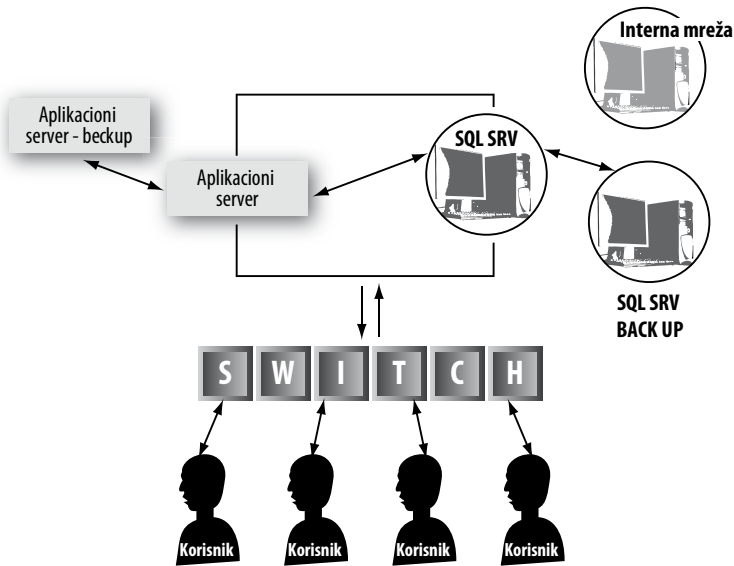 Interna mreža
Aplikacioni
server - beckup
SQL SRV
Aplikacioni
server
SQL SRV
BACK UP
S W I T C H
Korisnik
Korisnik
Korisnik
Korisnik